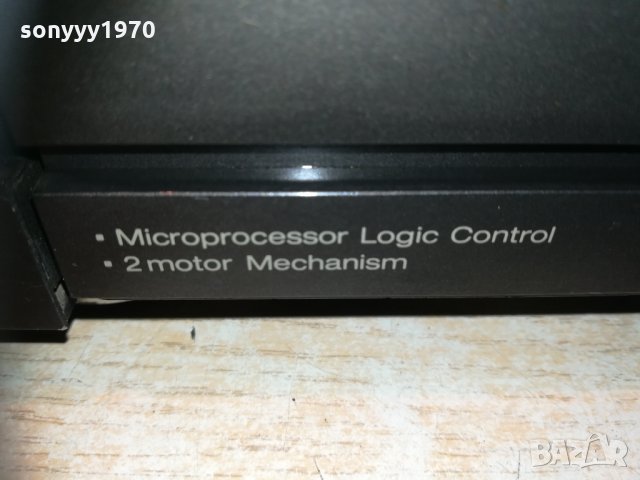 sonyyy1970
• Microprocessor Logic Control
• 2 motor Mechanism
BAZAR